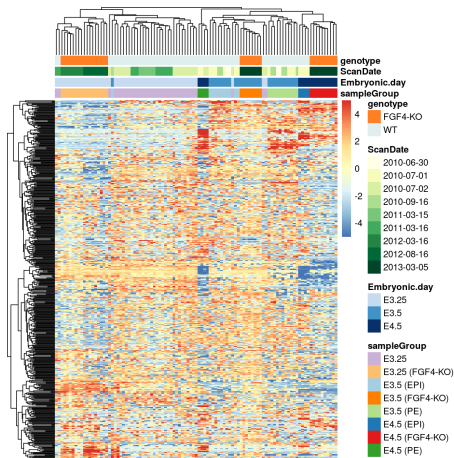 genotype
ScanDate
Embryonic.day
sampleGroup
4
2
0
-2
-4
genotype
FGF4-KO
WT
ScanDate
2010-06-30
2010-07-01
2010-07-02
2010-09-16
2011-03-15
2011-03-16
2012-03-16
2012-08-16
2013-03-05
Embryonic.day
E3.25
E3.5
E4.5
sampleGroup
E3.25
E3.25 (FGF4-KO)
E3.5 (EPI)
E3.5 (FGF4-KO)
E3.5 (PE)
E4.5 (EPI)
E4.5 (FGF4-KO)
E4.5 (PE)